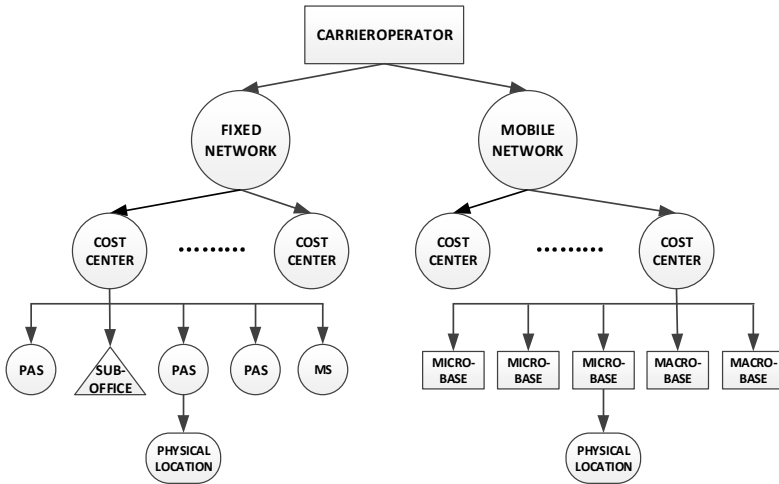 CARRIEROPERATOR
FIXED
NETWORK
MOBILE
NETWORK
COST
CENTER
.........
COST
CENTER
COST
CENTER
.........
COST
CENTER
PAS
SUB-
OFFICE
PAS
PAS
MS
MICRO-
BASE
MICRO-
BASE
MICRO-
BASE
MACRO-
BASE
MACRO-
BASE
PHYSICAL
LOCATION
PHYSICAL
LOCATION